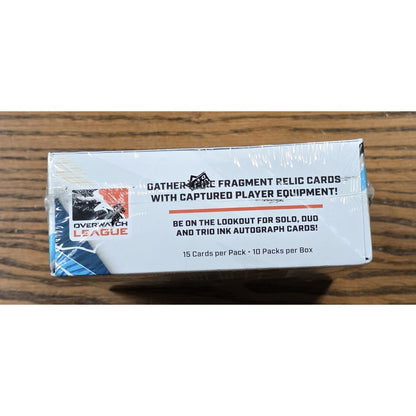 GATHER FRAGMENT RELIC CARDS
WITH CAPTURED PLAYER EQUIPMENT!
BE ON THE LOOKOUT FOR SOLO, DUO
AND TRIO INK AUTOGRAPH CARDS!
15 Cards per Pack • 10 Packs per Box
OVERWATCH
LEAGUE